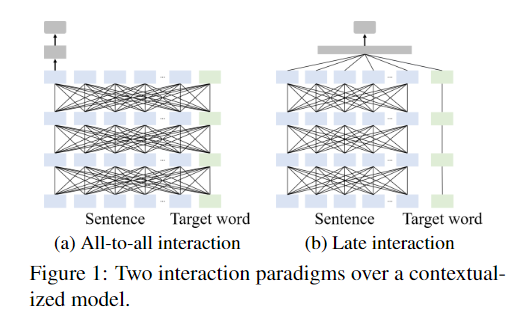 Sentence Target word Sentence Target word
(a) All-to-all interaction (b) Late interaction
Figure 1: Two interaction paradigms over a contextual-
ized model.